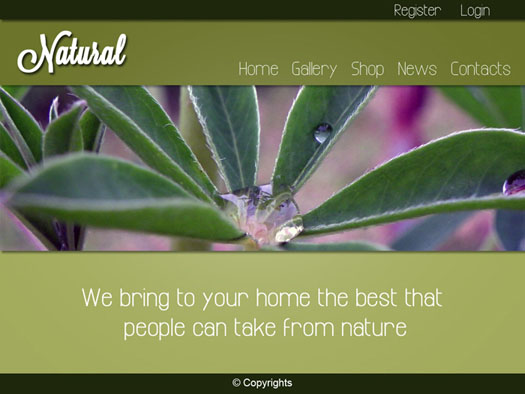 Register Login
Natural
Home Gallery Shop News Contacts
We bring to your home the best that
people can take from nature
© Copyrights